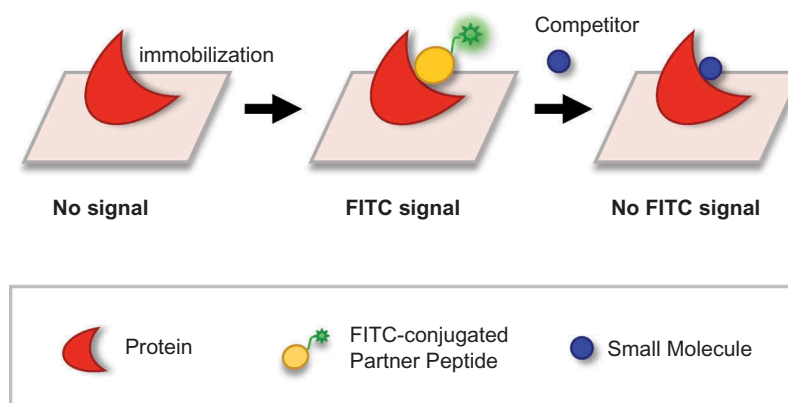 immobilization
Competitor
No signal
FITC signal
No FITC signal
Protein
FITC-conjugated
Partner Peptide
Small Molecule